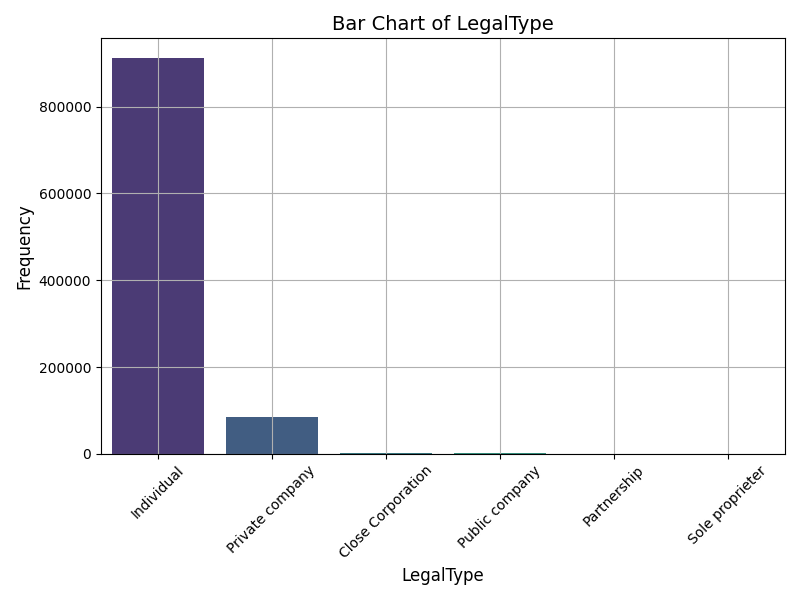 Bar Chart of LegalType
Frequency
800000
600000
400000
200000
0
Individual
Private company
Close Corporation
Public company
Partnership
Sole proprieter
LegalType